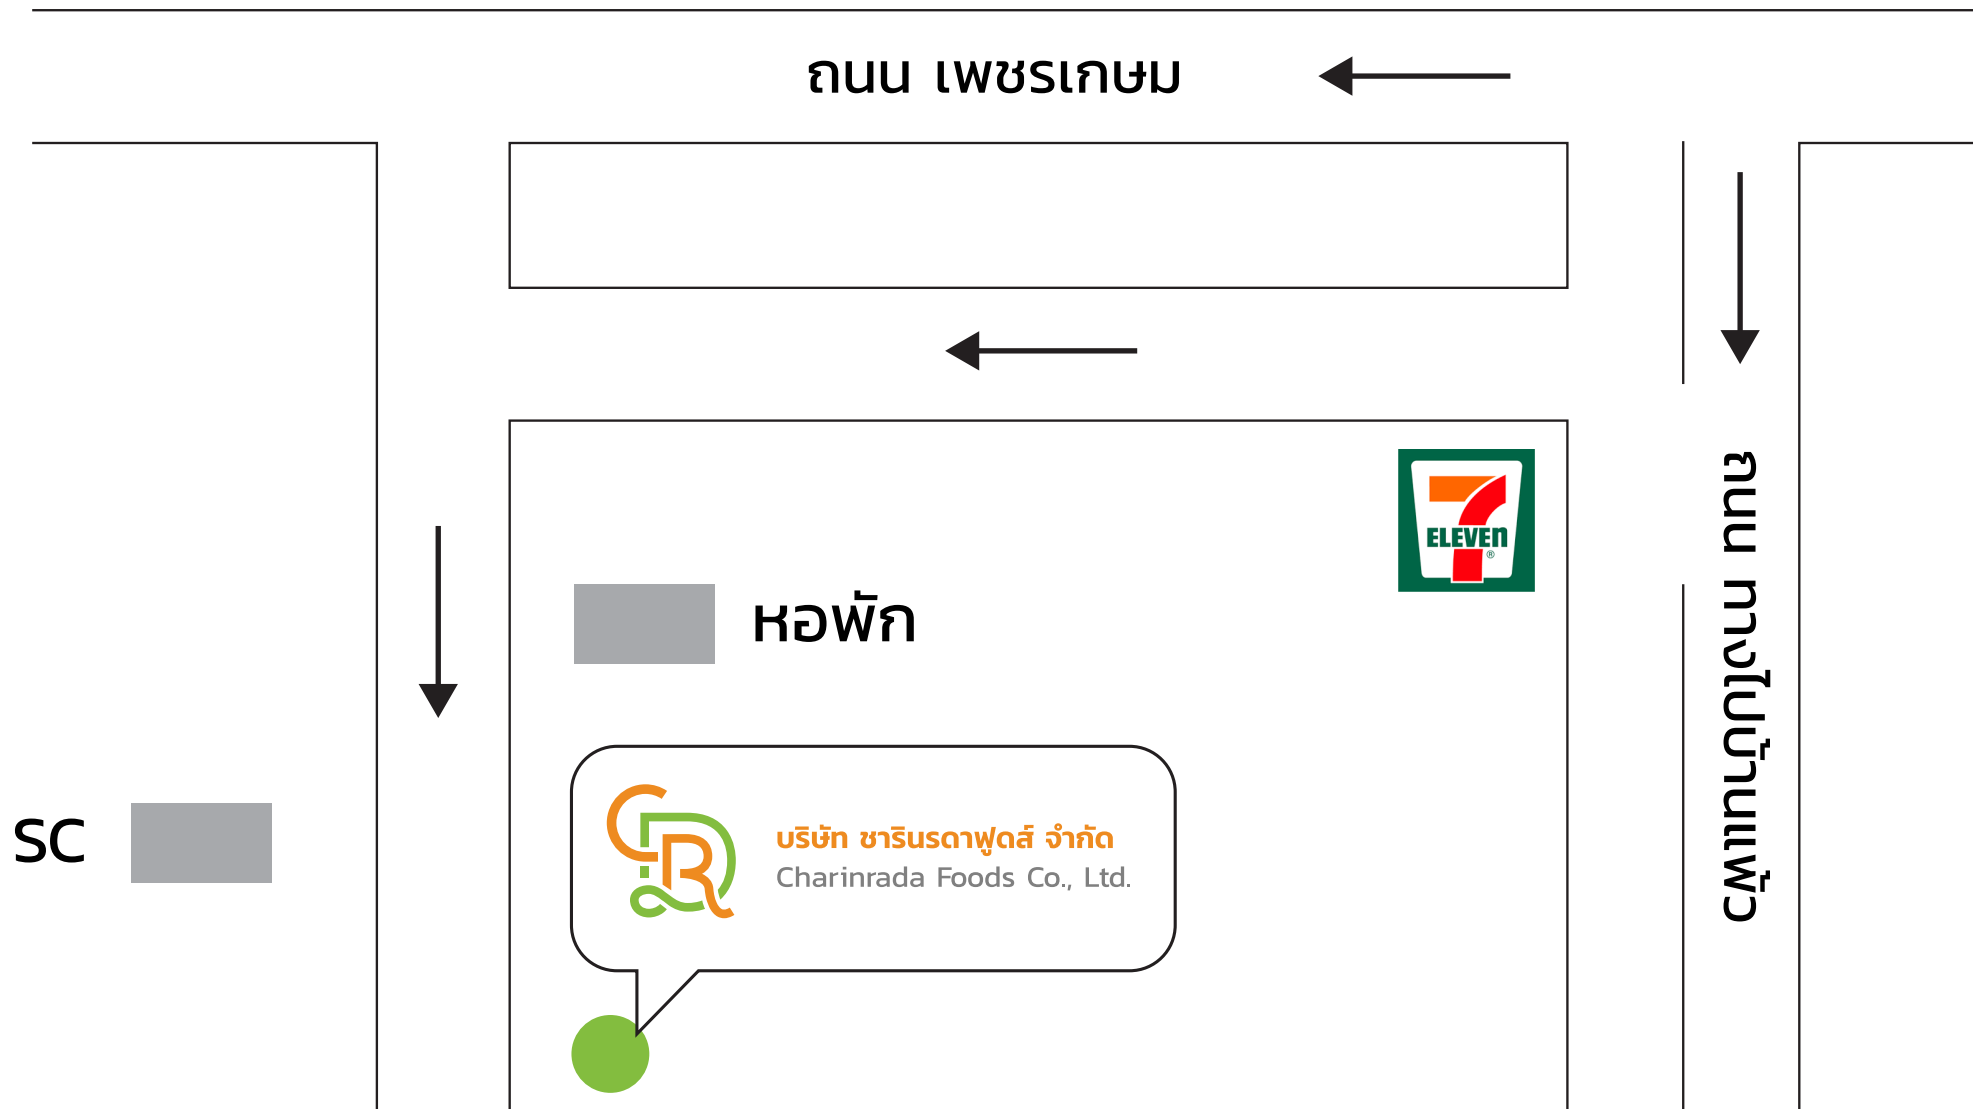 ถนน เพชรเกษม
7
ELEVEn
®
ถนน ทางไปบ้านแพ้ว
หอพัก
บริษัท ชารินรดาฟูดส์ จำกัด
Charinrada Foods Co., Ltd.
SC